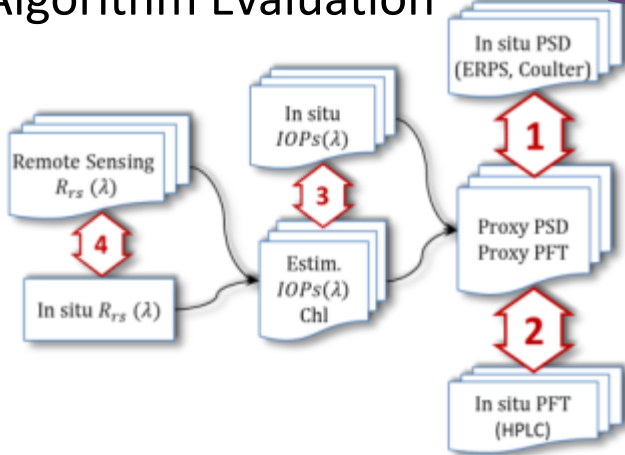 Algorithm Evaluation
In situ PSD
(ERPS, Coulter)
1
In situ
IOPs(λ)
Remote Sensing
Rrs (λ)
3
Proxy PSD
Proxy PFT
4
Estim.
IOPs(λ)
Chl
In situ Rrs (λ)
2
In situ PFT
(HPLC)